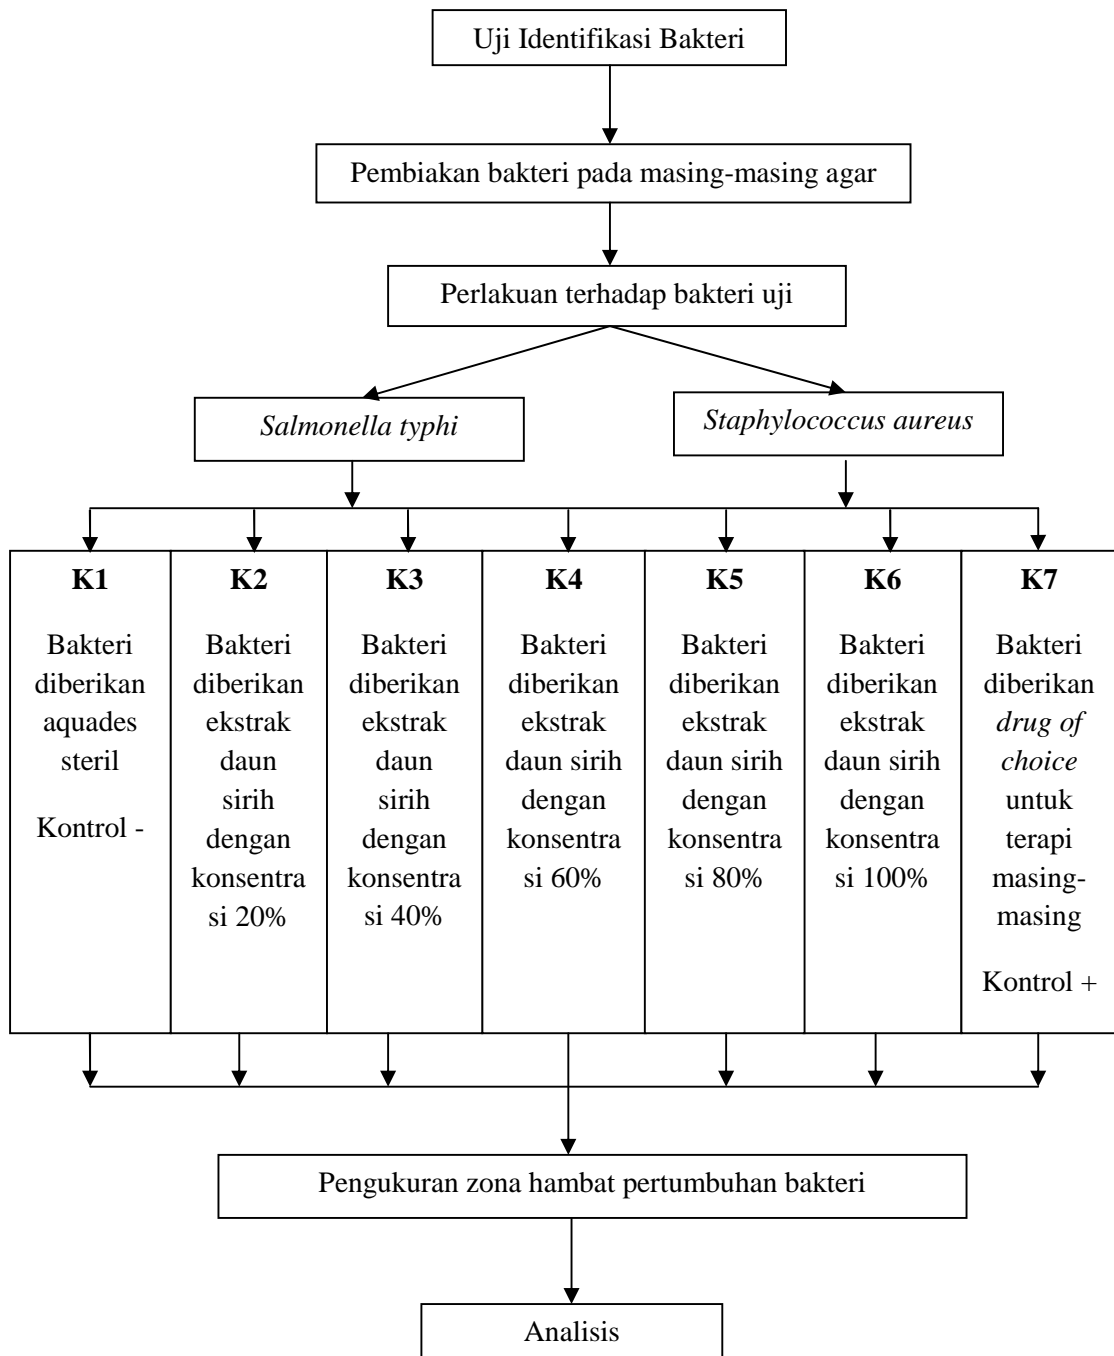 Uji Identifikasi Bakteri
Pembiakan bakteri pada masing-masing agar
Perlakuan terhadap bakteri uji
Salmonella typhi
Staphylococcus aureus
K1
Bakteri
diberikan
aquades
steril
Kontrol -
K2
Bakteri
diberikan
ekstrak
daun
sirih
dengan
konsentra
si 20%
K3
Bakteri
diberikan
ekstrak
daun
sirih
dengan
konsentra
si 40%
K4
Bakteri
diberikan
ekstrak
daun sirih
dengan
konsentra
si 60%
K5
Bakteri
diberikan
ekstrak
daun sirih
dengan
konsentra
si 80%
K6
Bakteri
diberikan
ekstrak
daun sirih
dengan
konsentra
si 100%
K7
Bakteri
diberikan
drug of
choice
untuk
terapi
masing-
masing
Kontrol +
Pengukuran zona hambat pertumbuhan bakteri
Analisis